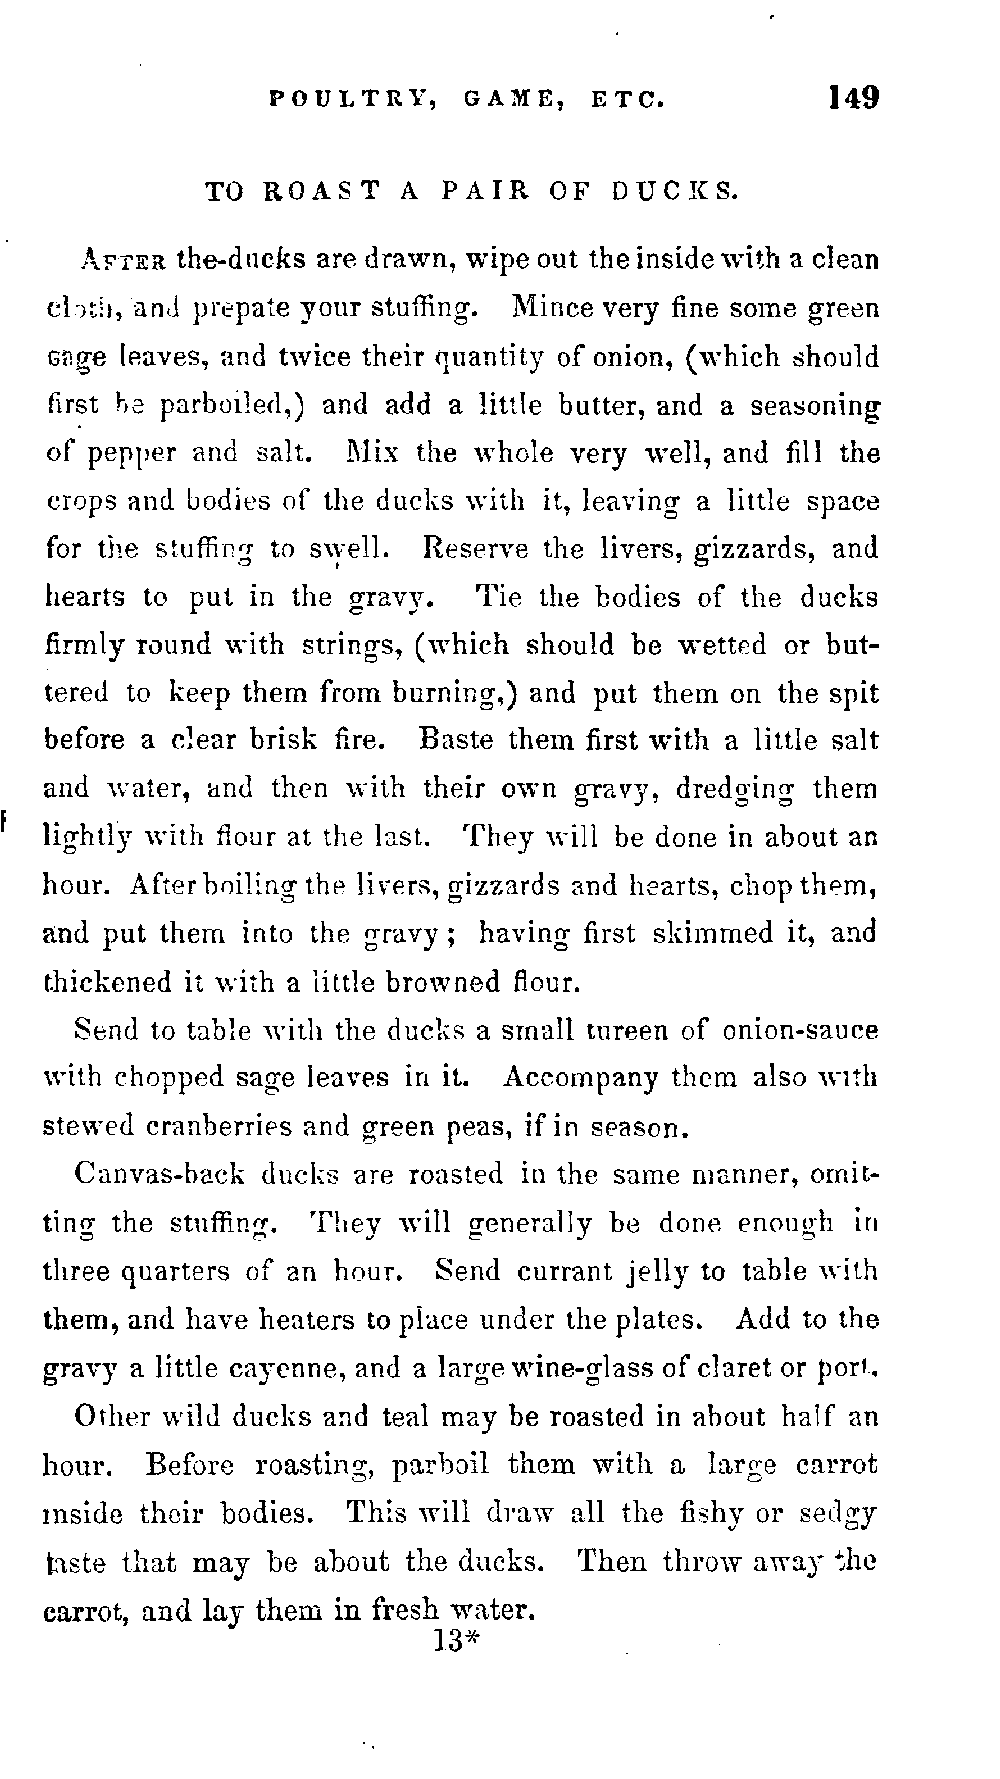 POULTRY, GAME, ETC. 149
TO ROAST A PAIR OF DUCKS.
AFTER the-ducks are drawn, wipe out the inside with a clean
cloth, and prepate your stuffing. Mince very fine some green
sage leaves, and twice their quantity of onion, (which should
first be parboiled,) and add a little butter, and a seasoning
of pepper and salt. Mix the whole very well, and fill the
crops and bodies of the ducks with it, leaving a little space
for the stuffing to swell. Reserve the livers, gizzards, and
hearts to put in the gravy. Tie the bodies of the ducks
firmly round with strings, (which should be wetted or but-
tered to keep them from burning,) and put them on the spit
before a clear brisk fire. Baste them first with a little salt
and water, and then with their own gravy, dredging them
lightly with flour at the last. They will be done in about an
hour. After boiling the livers, gizzards and hearts, chop them,
and put them into the gravy; having first skimmed it, and
thickened it with a little browned flour.
Send to table with the ducks a small tureen of onion-sauce
with chopped sage leaves in it. Accompany them also with
stewed cranberries and green peas, if in season.
Canvas-back ducks are roasted in the same manner, omit-
ting the stuffing. They will generally be done enough in
three quarters of an hour. Send currant jelly to table with
them, and have heaters to place under the plates. Add to the
gravy a little cayenne, and a large wine-glass of claret or port.
Other wild ducks and teal may be roasted in about half an
hour. Before roasting, parboil them with a large carrot
inside their bodies. This will draw all the fishy or sedgy
taste that may be about the ducks. Then throw away the
carrot, and lay them in fresh water.
13*